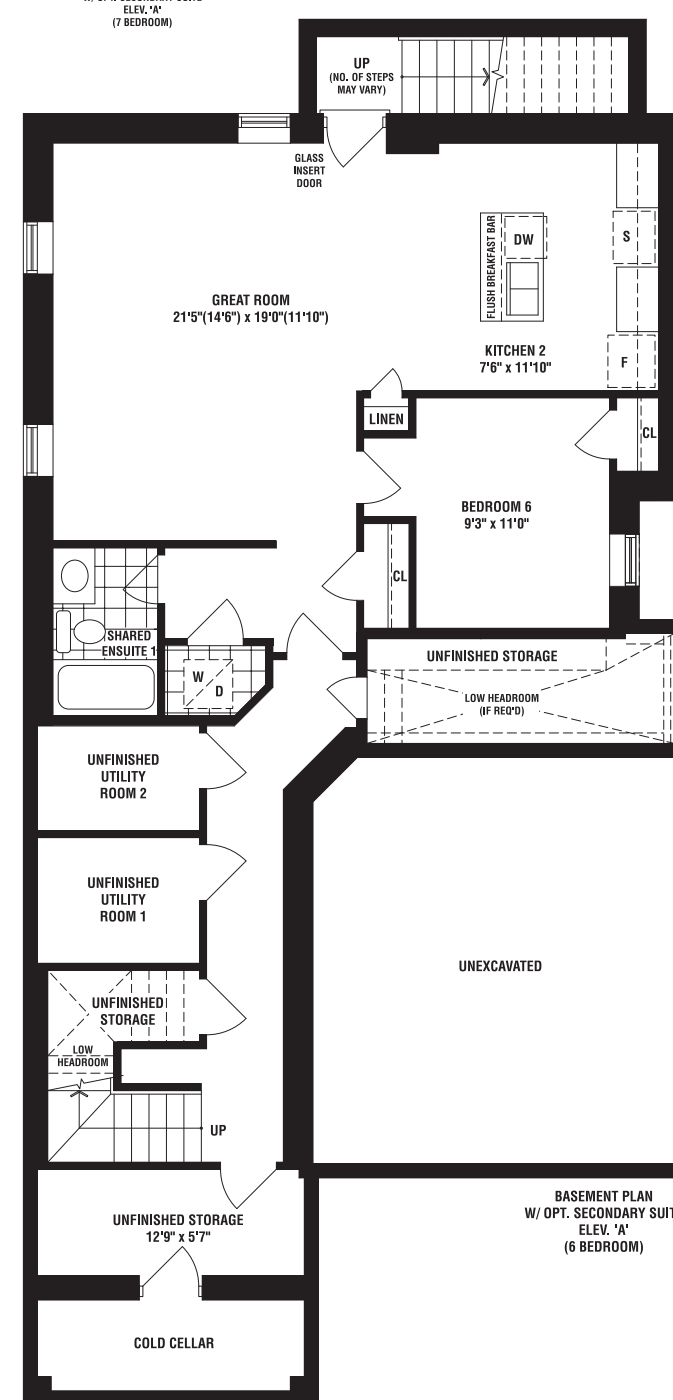 ELEV. 'A'
(7 BEDROOM)
UP
(NO. OF STEPS
MAY VARY)
GLASS
INSERT
DOOR
FLUSH BREAKFAST BAR
DW
S
GREAT ROOM
21'5"(14'6") x 19'0"(11'10")
KITCHEN 2
7'6" x 11'10"
F
LINEN
CL
BEDROOM 6
9'3" x 11'0"
CL
SHARED
ENSUITE 1
W
D
UNFINISHED STORAGE
LOW HEADROOM
(IF REQ'D)
UNFINISHED
UTILITY
ROOM 2
UNFINISHED
UTILITY
ROOM 1
UNEXCAVATED
UNFINISHED
STORAGE
LOW
HEADROOM
UP
UNFINISHED STORAGE
12'9" x 5'7"
BASEMENT PLAN
W/ OPT. SECONDARY SUIT
ELEV. 'A'
(6 BEDROOM)
COLD CELLAR